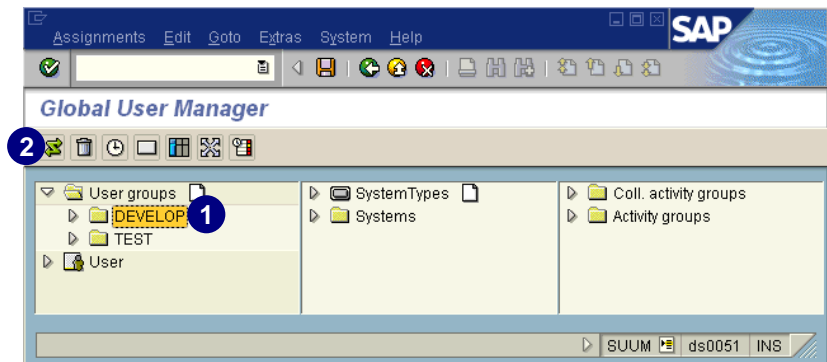 Assignments Edit Goto Extras System Help
SAP
Global User Manager
2
User groups
DEVELOP
1
TEST
User
SystemTypes
Systems
Coll. activity groups
Activity groups
SUUM ds0051 INS